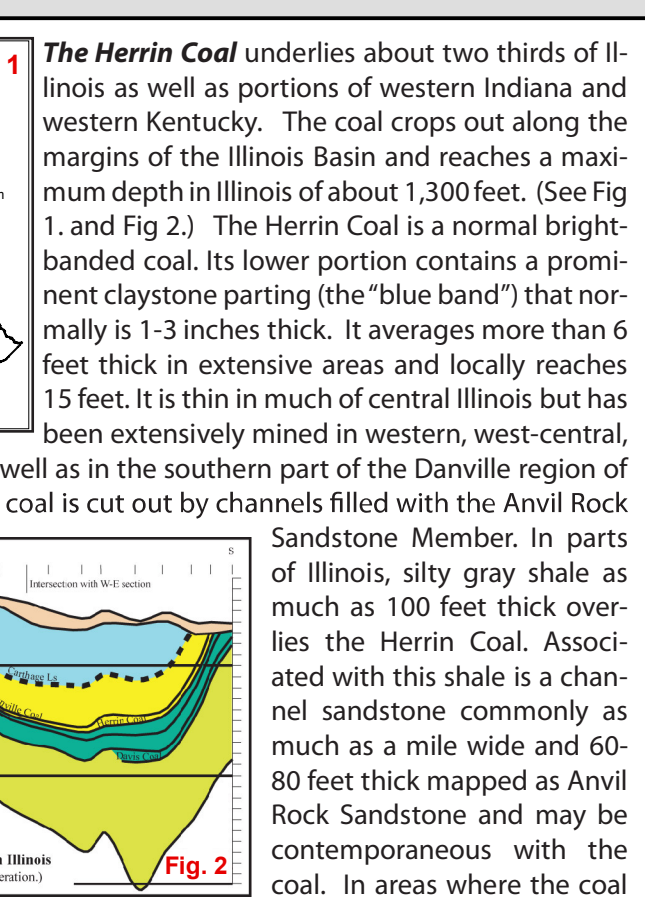 1
The Herrin Coal underlies about two thirds of Il-
linois as well as portions of western Indiana and
western Kentucky. The coal crops out along the
margins of the Illinois Basin and reaches a maxi-
mum depth in Illinois of about 1,300 feet. (See Fig
1. and Fig 2.) The Herrin Coal is a normal bright-
banded coal. Its lower portion contains a promi-
nent claystone parting (the "blue band") that nor-
mally is 1-3 inches thick. It averages more than 6
feet thick in extensive areas and locally reaches
15 feet. It is thin in much of central Illinois but has
been extensively mined in western, west-central,
well as in the southern part of the Danville region of
coal is cut out by channels filled with the Anvil Rock
Sandstone Member. In parts
of Illinois, silty gray shale as
much as 100 feet thick over-
lies the Herrin Coal. Associ-
ated with this shale is a chan-
nel sandstone commonly as
much as a mile wide and 60-
80 feet thick mapped as Anvil
Rock Sandstone and may be
contemporaneous with the
coal. In areas where the coal
S
Intersection with W-E section
Carthage Ls
ville Coal
Herrin Coal
Davis Coal
Illinois
eration.)
Fig. 2